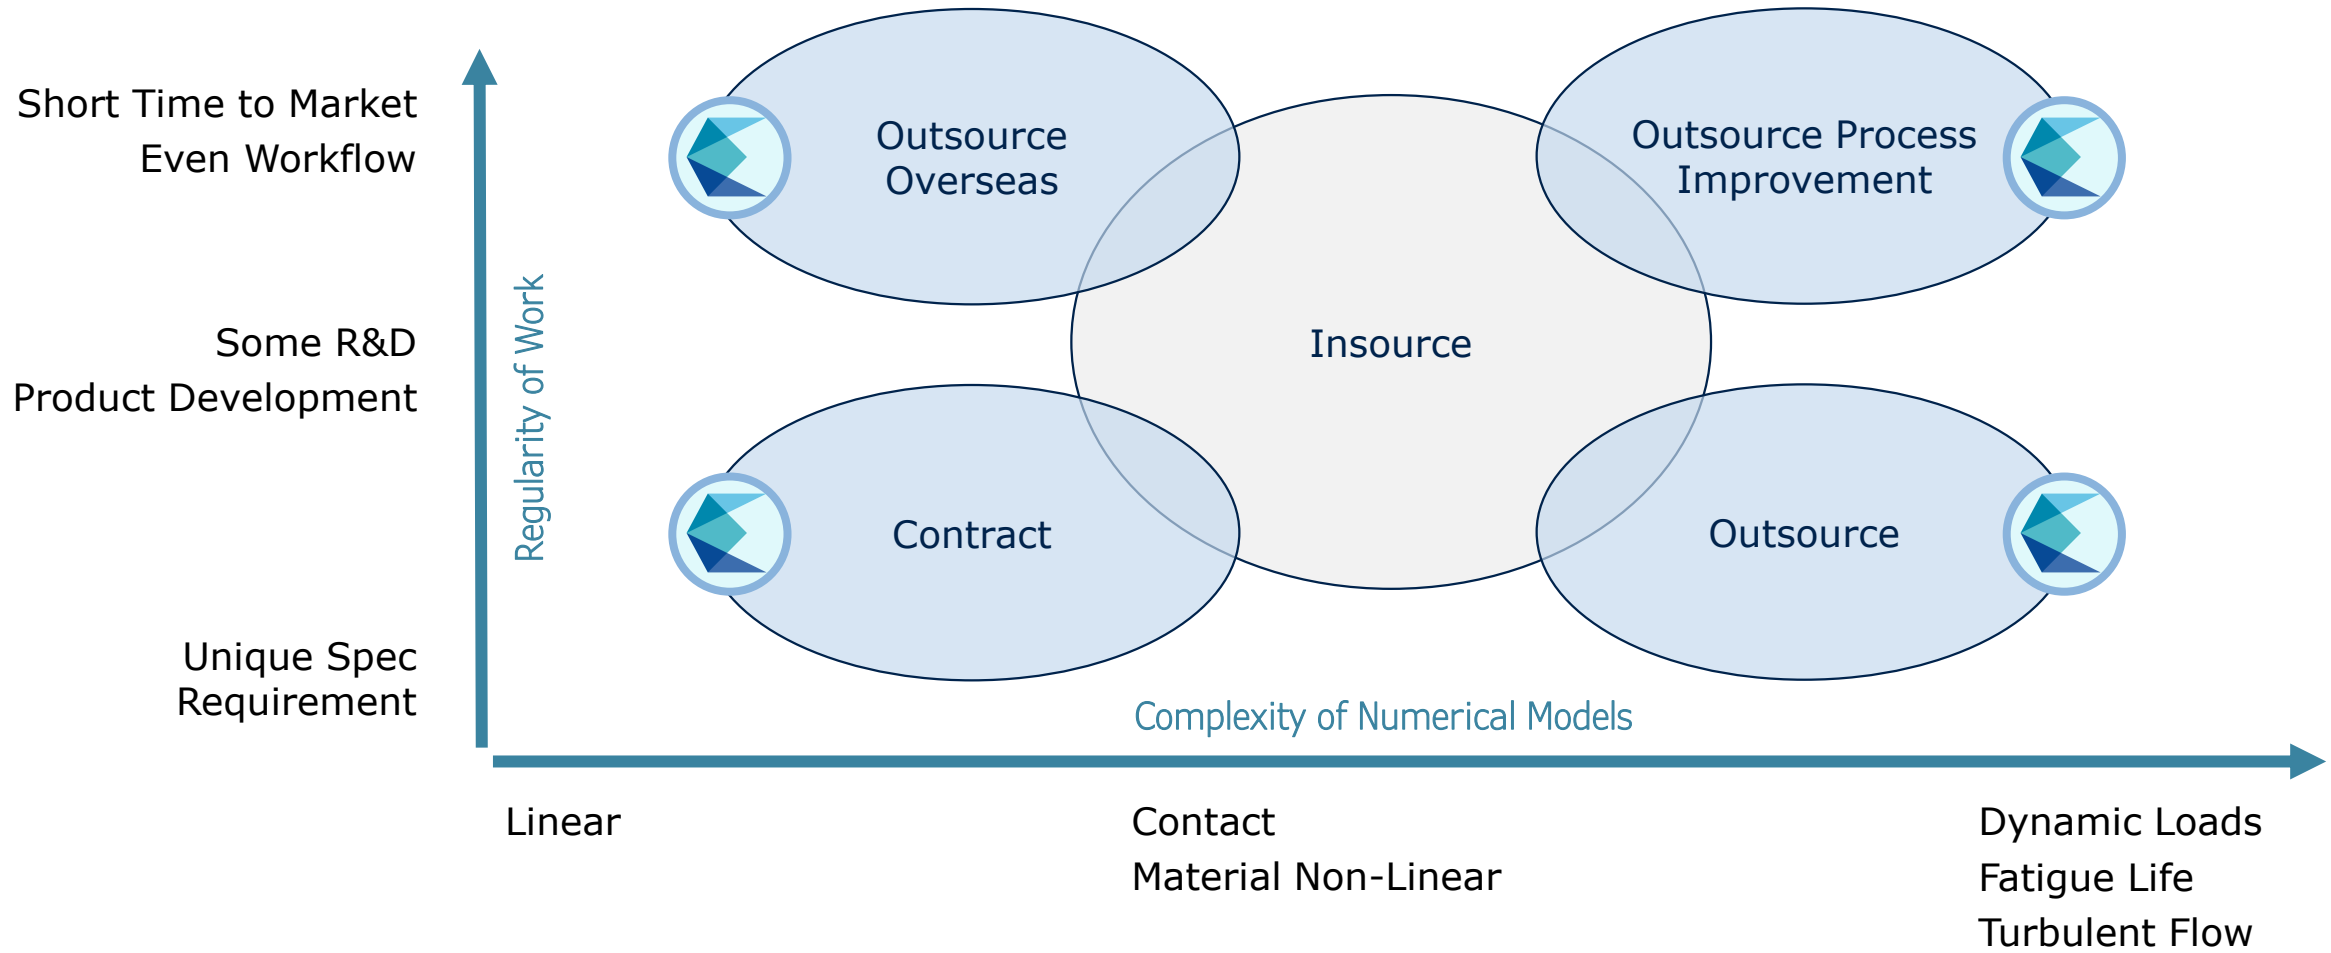 Short Time to Market
Even Workflow
Some R&D
Product Development
Unique Spec
Requirement
Regularity of Work
Outsource
Overseas
Outsource Process
Improvement
Insource
Contract
Outsource
Complexity of Numerical Models
Linear
Contact
Material Non-Linear
Dynamic Loads
Fatigue Life
Turbulent Flow